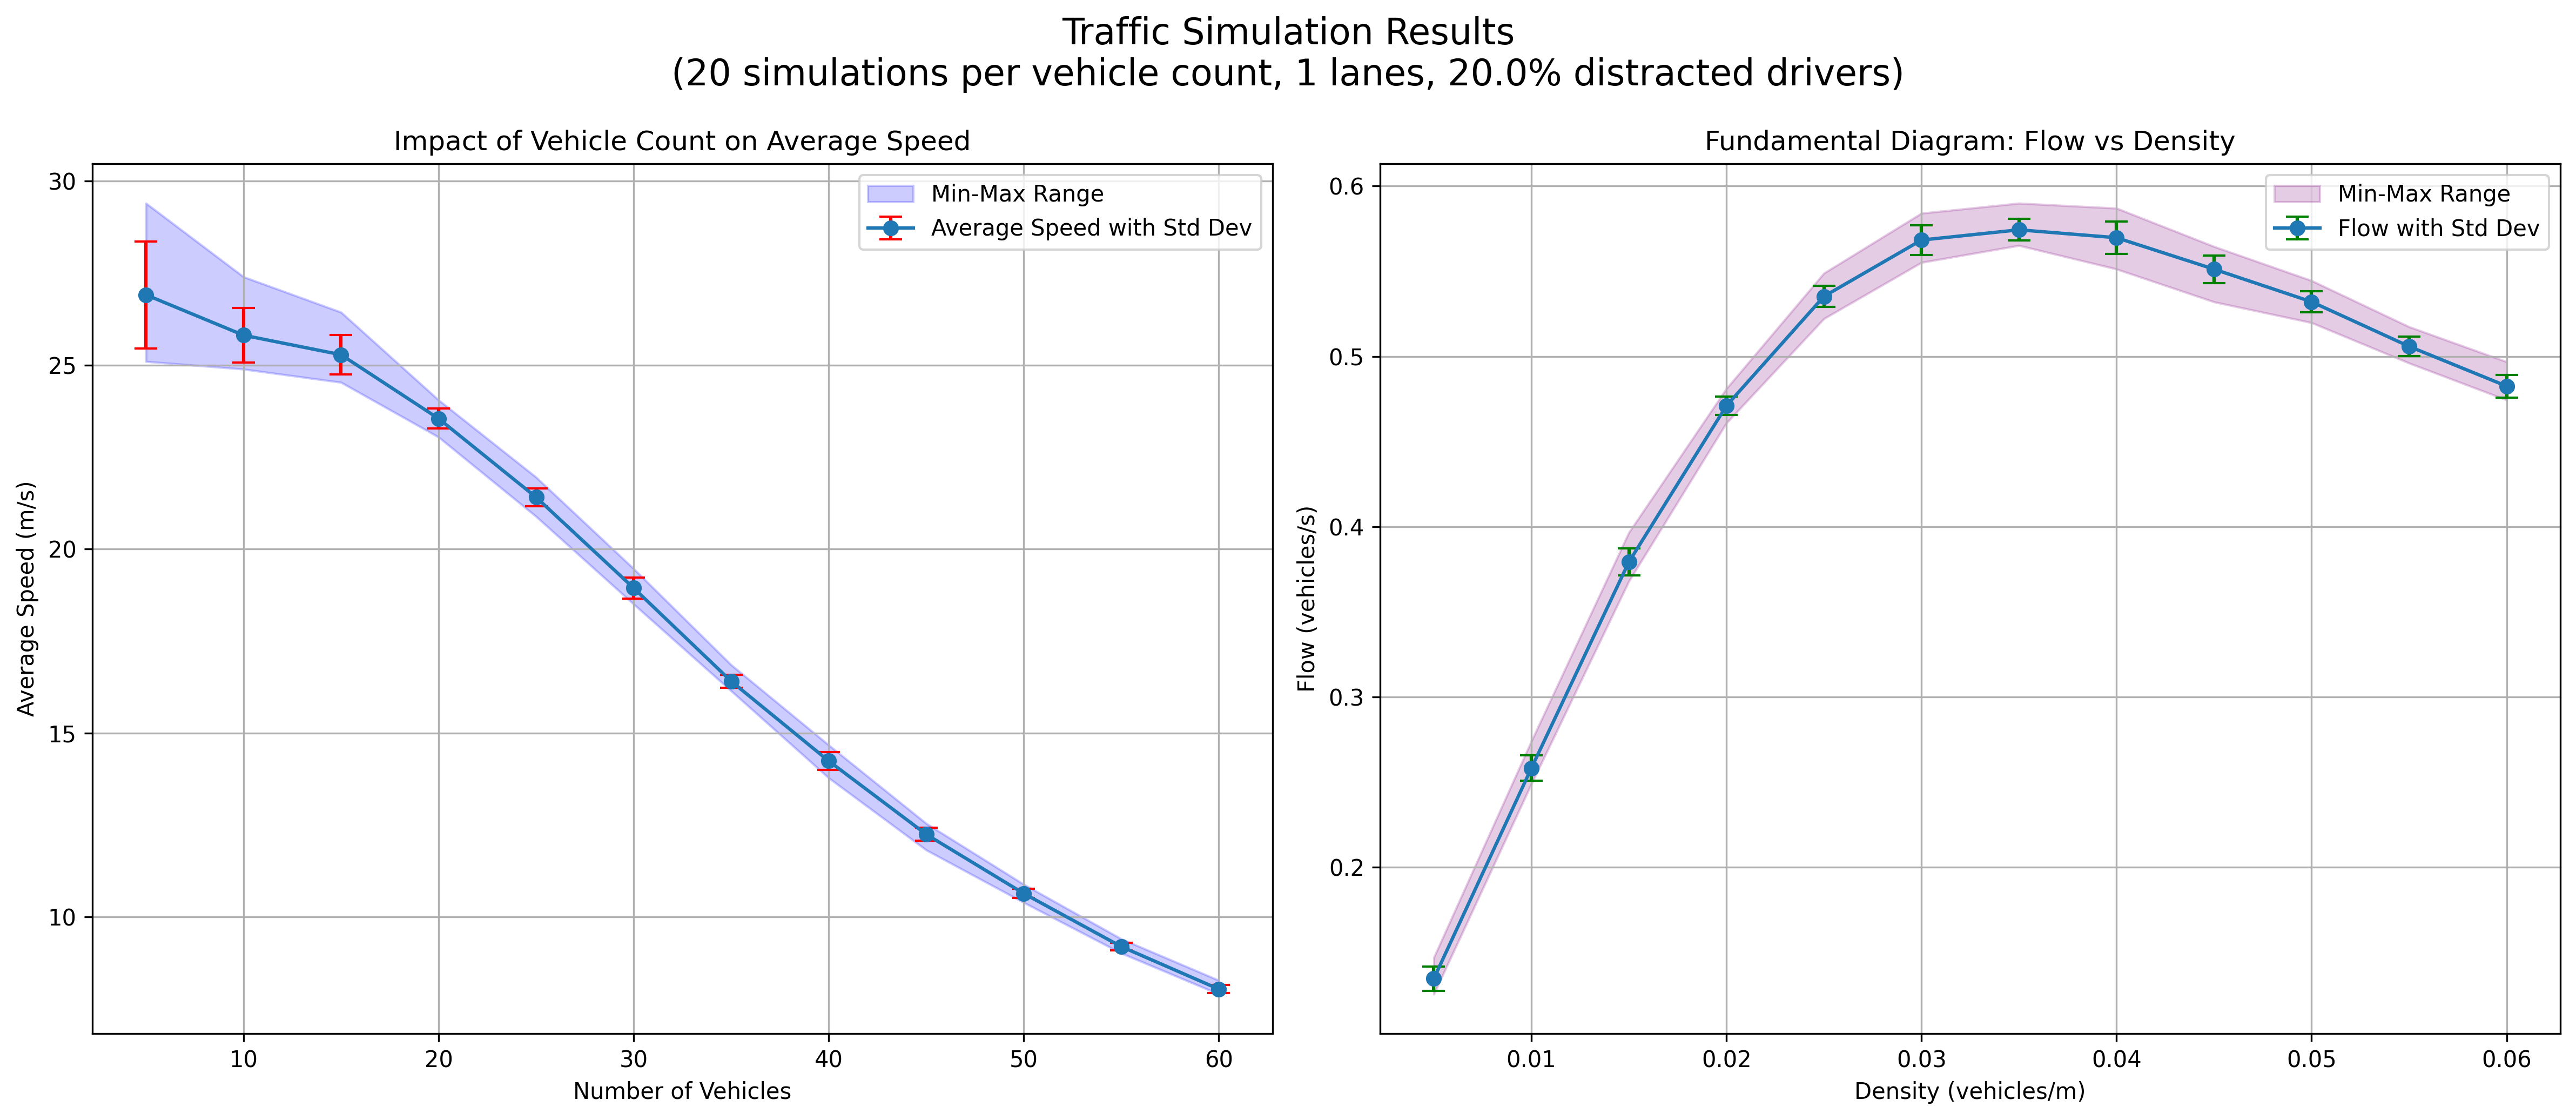 Traffic Simulation Results
(20 simulations per vehicle count, 1 lanes, 20.0% distracted drivers)
Impact of Vehicle Count on Average Speed
Min-Max Range
Average Speed with Std Dev
30
25
20
15
10
Average Speed (m/s)
10
20
30
40
50
60
Number of Vehicles
Fundamental Diagram: Flow vs Density
Min-Max Range
Flow with Std Dev
0.6
0.5
0.4
0.3
0.2
Flow (vehicles/s)
0.01
0.02
0.03
0.04
0.05
0.06
Density (vehicles/m)